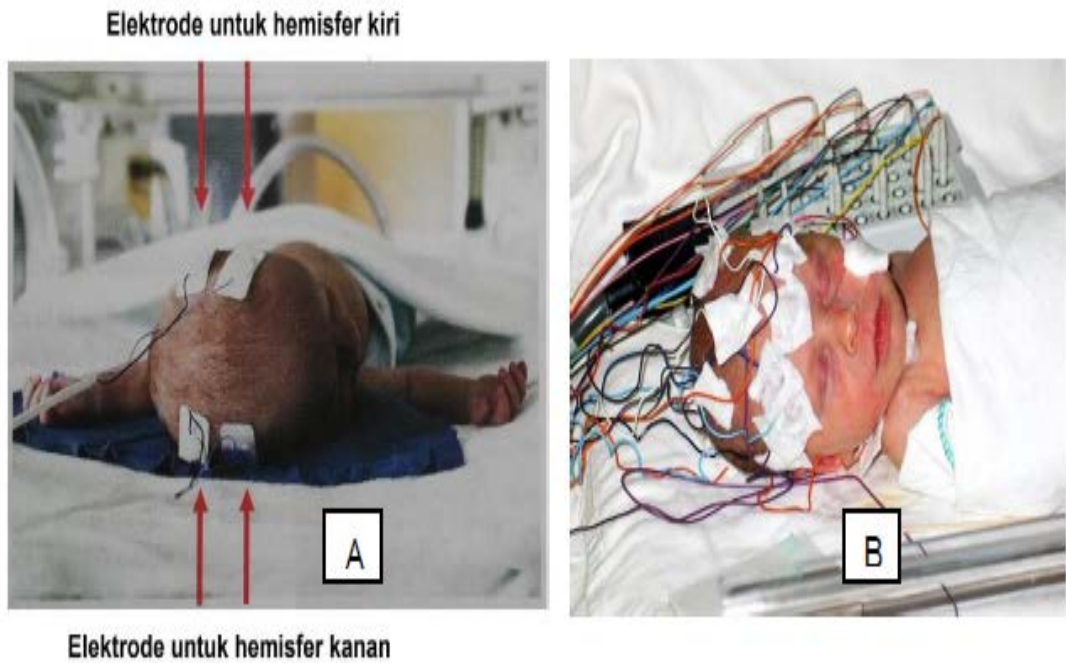 Elektrode untuk hemisfer kiri
A
B
Elektrode untuk hemisfer kanan